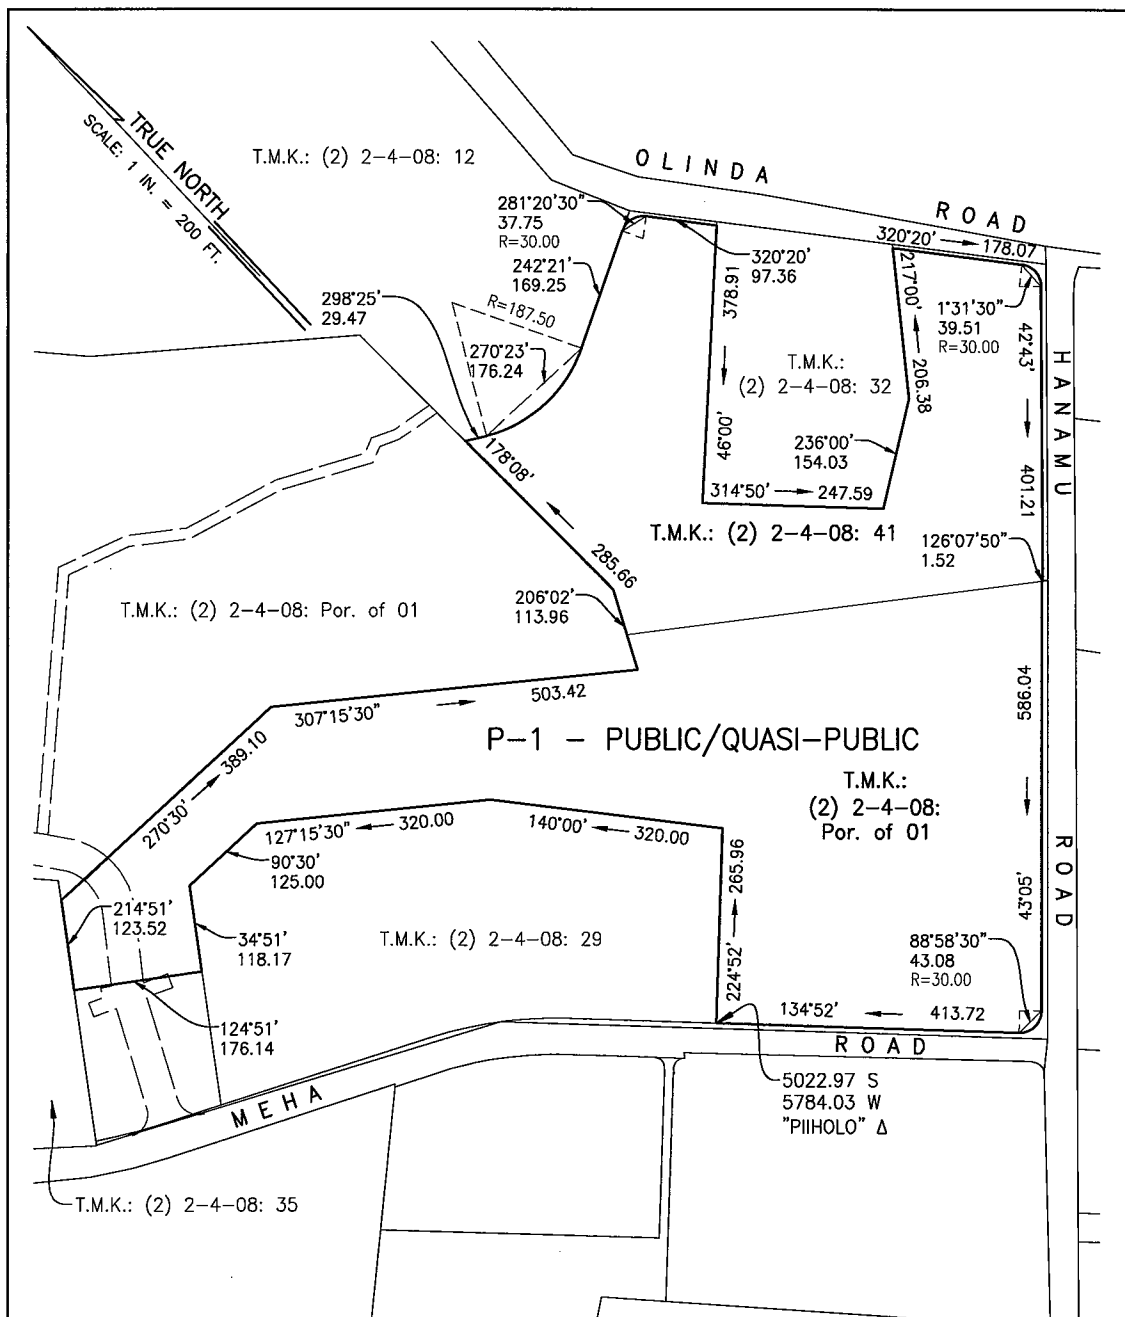 TRUE NORTH
SCALE: 1 IN. = 200 FT.
T.M.K.: (2) 2-4-08: 12
OLINDA ROAD
281°20'30"
37.75
R=30.00
242°21'
169.25
298°25'
29.47
R=187.50
270°23'
176.24
320°20'
97.36
320°20' 178.07
217°00' 206.38
1°31'30"
39.51
R=30.00
378.91
46°00'
T.M.K.:
(2) 2-4-08: 32
236°00'
154.03
314°50' 247.59
42°43' 401.21
HANAMU ROAD
T.M.K.: (2) 2-4-08: 41
126°07'50"
1.52
178°08' 285.66
206°02'
113.96
T.M.K.: (2) 2-4-08: Por. of 01
307°15'30" 503.42
270°30' 389.10
P-1 - PUBLIC/QUASI-PUBLIC
T.M.K.:
(2) 2-4-08:
Por. of 01
586.04
43°05'
127°15'30" 320.00
140°00' 320.00
90°30'
125.00
265.96
224°52'
214°51'
123.52
34°51'
118.17
T.M.K.: (2) 2-4-08: 29
88°58'30"
43.08
R=30.00
134°52' 413.72
124°51'
176.14
MEHA ROAD
5022.97 S
5784.03 W
"PIIHOLO" Δ
T.M.K.: (2) 2-4-08: 35